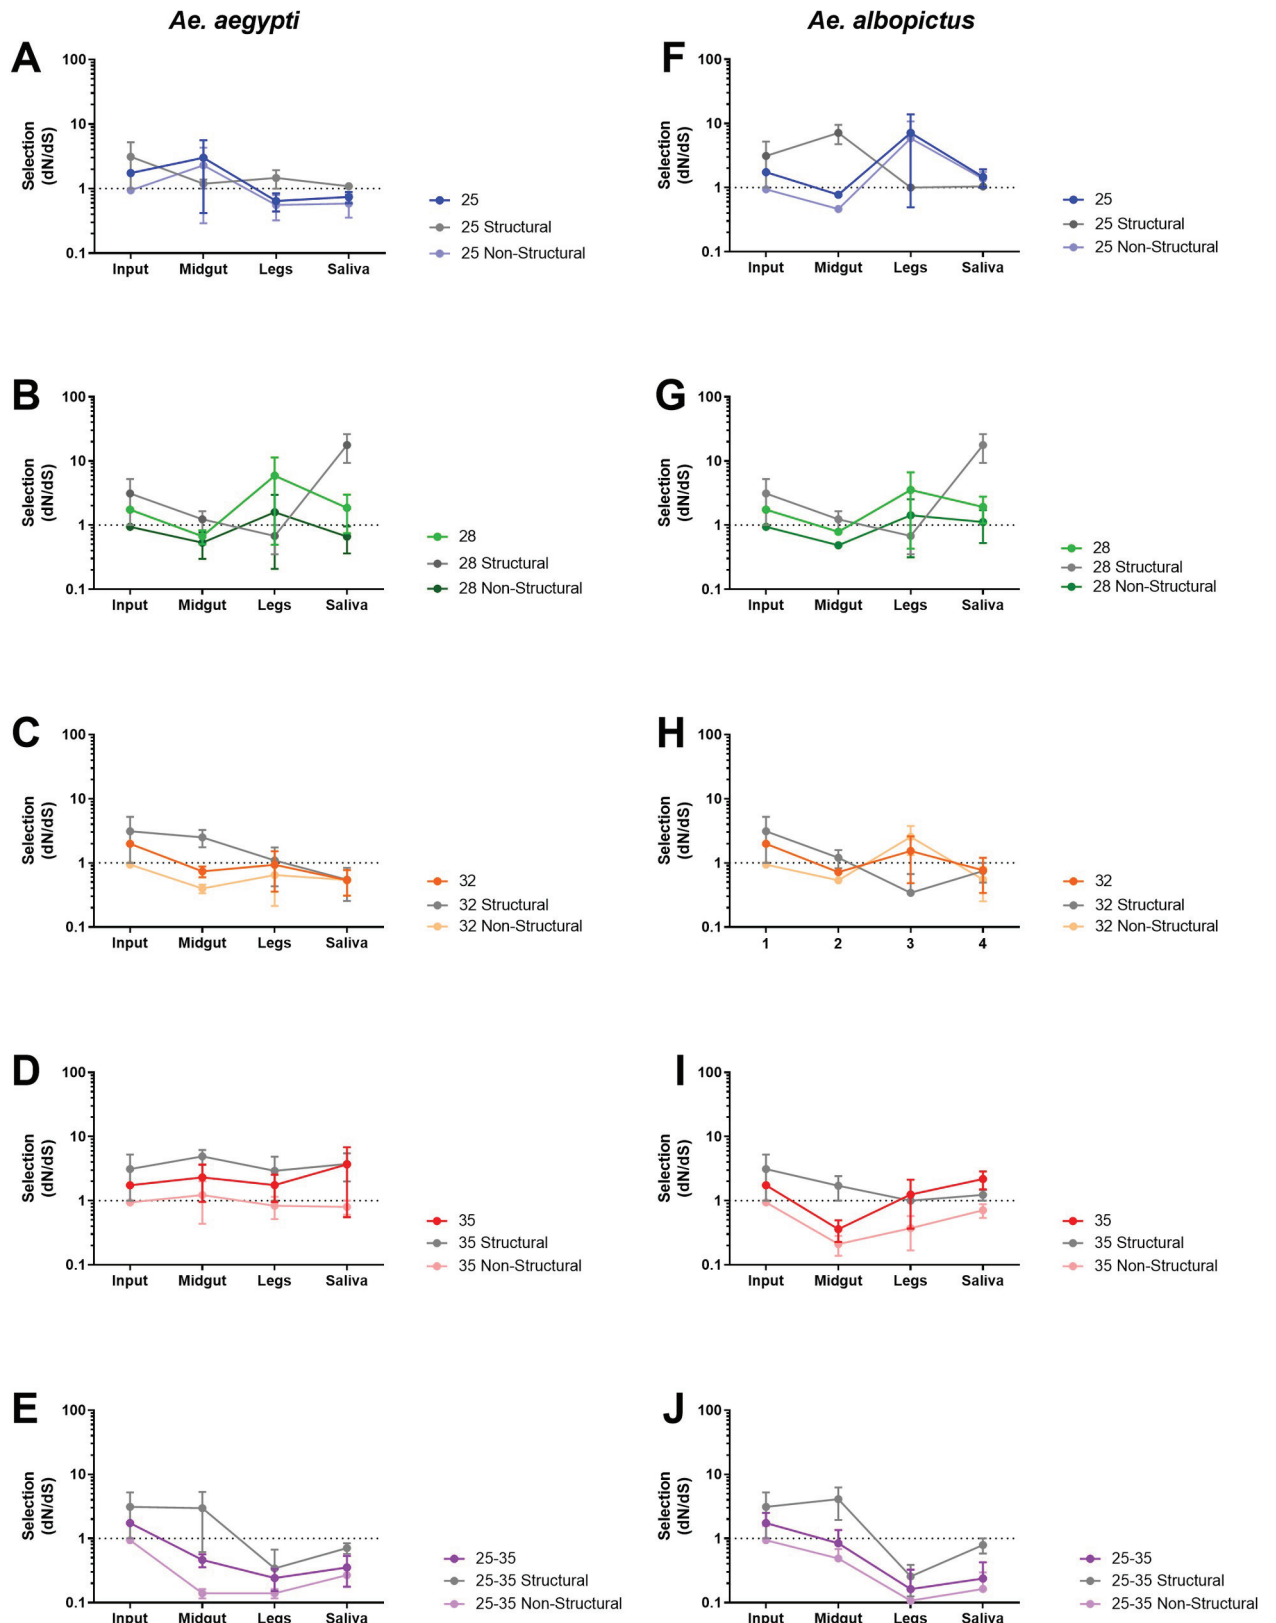 Ae. aegypti
Ae. albopictus
A
100
10
1
0.1
Selection
(dN/dS)
Input Midgut Legs Saliva
25
25 Structural
25 Non-Structural
F
100
10
1
0.1
Selection
(dN/dS)
Input Midgut Legs Saliva
25
25 Structural
25 Non-Structural
B
100
10
1
0.1
Selection
(dN/dS)
Input Midgut Legs Saliva
28
28 Structural
28 Non-Structural
G
100
10
1
0.1
Selection
(dN/dS)
Input Midgut Legs Saliva
28
28 Structural
28 Non-Structural
C
100
10
1
0.1
Selection
(dN/dS)
Input Midgut Legs Saliva
32
32 Structural
32 Non-Structural
H
100
10
1
0.1
Selection
(dN/dS)
1 2 3 4
32
32 Structural
32 Non-Structural
D
100
10
1
0.1
Selection
(dN/dS)
Input Midgut Legs Saliva
35
35 Structural
35 Non-Structural
I
100
10
1
0.1
Selection
(dN/dS)
Input Midgut Legs Saliva
35
35 Structural
35 Non-Structural
E
100
10
1
0.1
Selection
(dN/dS)
Input Midgut Legs Saliva
25-35
25-35 Structural
25-35 Non-Structural
J
100
10
1
0.1
Selection
(dN/dS)
Input Midgut Legs Saliva
25-35
25-35 Structural
25-35 Non-Structural